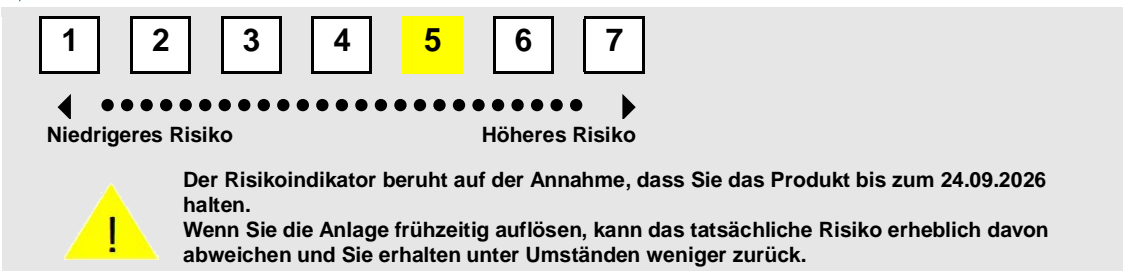 1 2 3 4 5 6 7
Niedrigeres Risiko Höheres Risiko
! Der Risikoindikator beruht auf der Annahme, dass Sie das Produkt bis zum 24.09.2026
halten.
Wenn Sie die Anlage frühzeitig auflösen, kann das tatsächliche Risiko erheblich davon
abweichen und Sie erhalten unter Umständen weniger zurück.